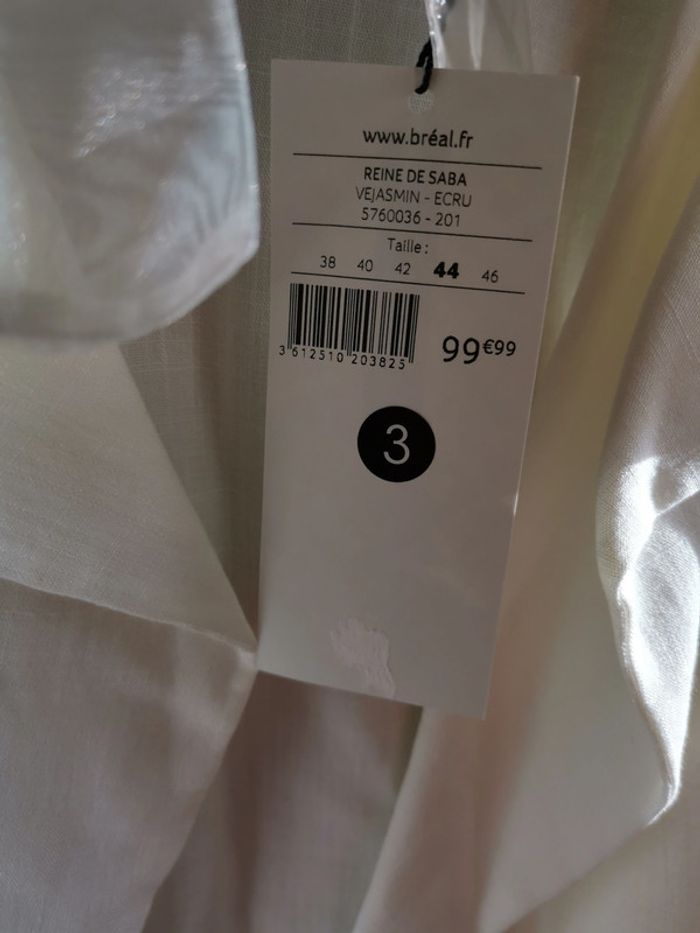 www.bréal.fr
REINE DE SABA
VEJASMIN - ECRU
5760036 - 201
Taille :
38 40 42 44 46
3 612510 203825
99€99
3